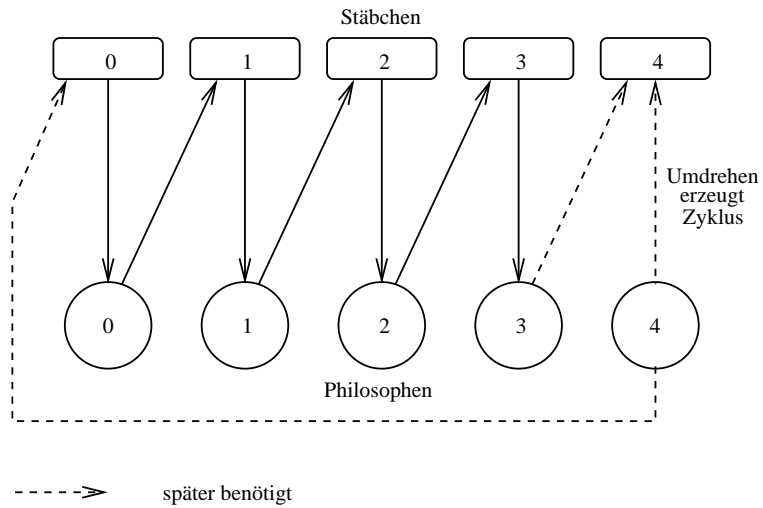 Stäbchen
0 1 2 3 4
Umdrehen
erzeugt
Zyklus
0 1 2 3 4
Philosophen
später benötigt